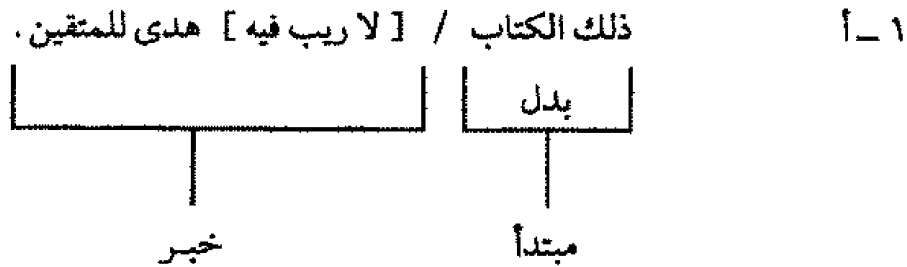 ١ – أ ذلك الكتاب / [ لا ريب فيه ] هدى للمتقين .
بدل
مبتدأ خبر